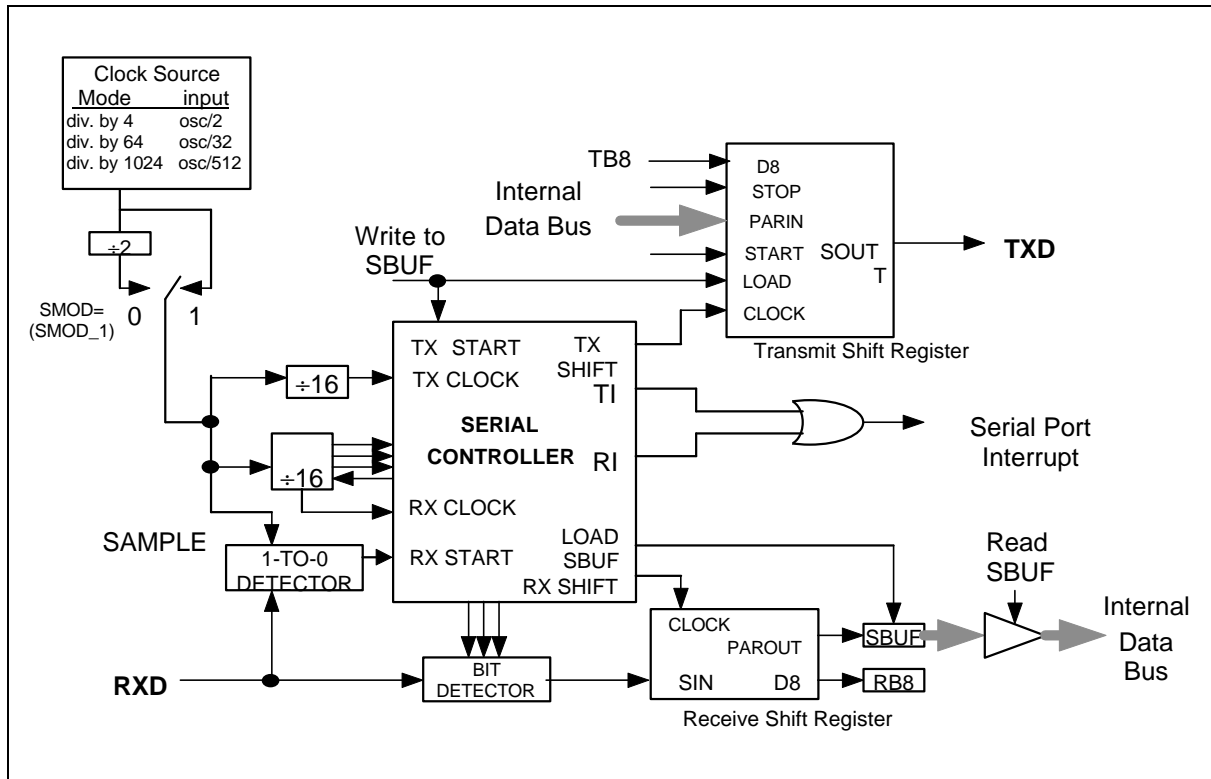 Clock Source
Mode input
div. by 4 osc/2
div. by 64 osc/32
div. by 1024 osc/512
÷2
SMOD=
(SMOD_1)
0
1
Write to
SBUF
TB8
Internal
Data Bus
D8
STOP
PARIN
START
LOAD
CLOCK
SOUT
T
TXD
Transmit Shift Register
÷16
÷16
TX START
TX CLOCK
SERIAL
CONTROLLER
RX CLOCK
RX START
TX
SHIFT
TI
RI
LOAD
SBUF
RX SHIFT
Serial Port
Interrupt
SAMPLE
1-TO-0
DETECTOR
RXD
BIT
DETECTOR
CLOCK
PAROUT
SIN D8
Receive Shift Register
SBUF
RB8
Read
SBUF
Internal
Data
Bus